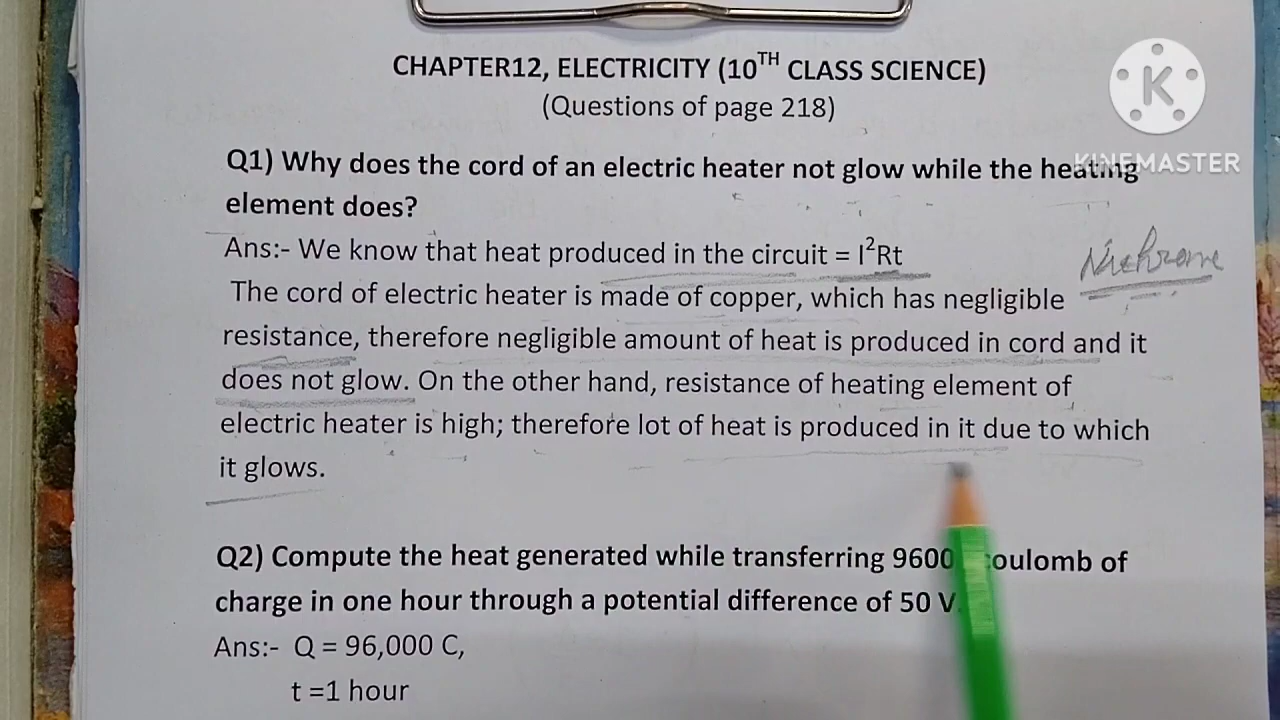 CHAPTER12, ELECTRICITY (10TH CLASS SCIENCE)
(Questions of page 218)
K
KINEMASTER
Q1) Why does the cord of an electric heater not glow while the heating
element does?
Ans:- We know that heat produced in the circuit = I²Rt
Nichrome
The cord of electric heater is made of copper, which has negligible
resistance, therefore negligible amount of heat is produced in cord and it
does not glow. On the other hand, resistance of heating element of
electric heater is high; therefore lot of heat is produced in it due to which
it glows.
Q2) Compute the heat generated while transferring 9600 coulomb of
charge in one hour through a potential difference of 50 V.
Ans:- Q = 96,000 C,
t =1 hour